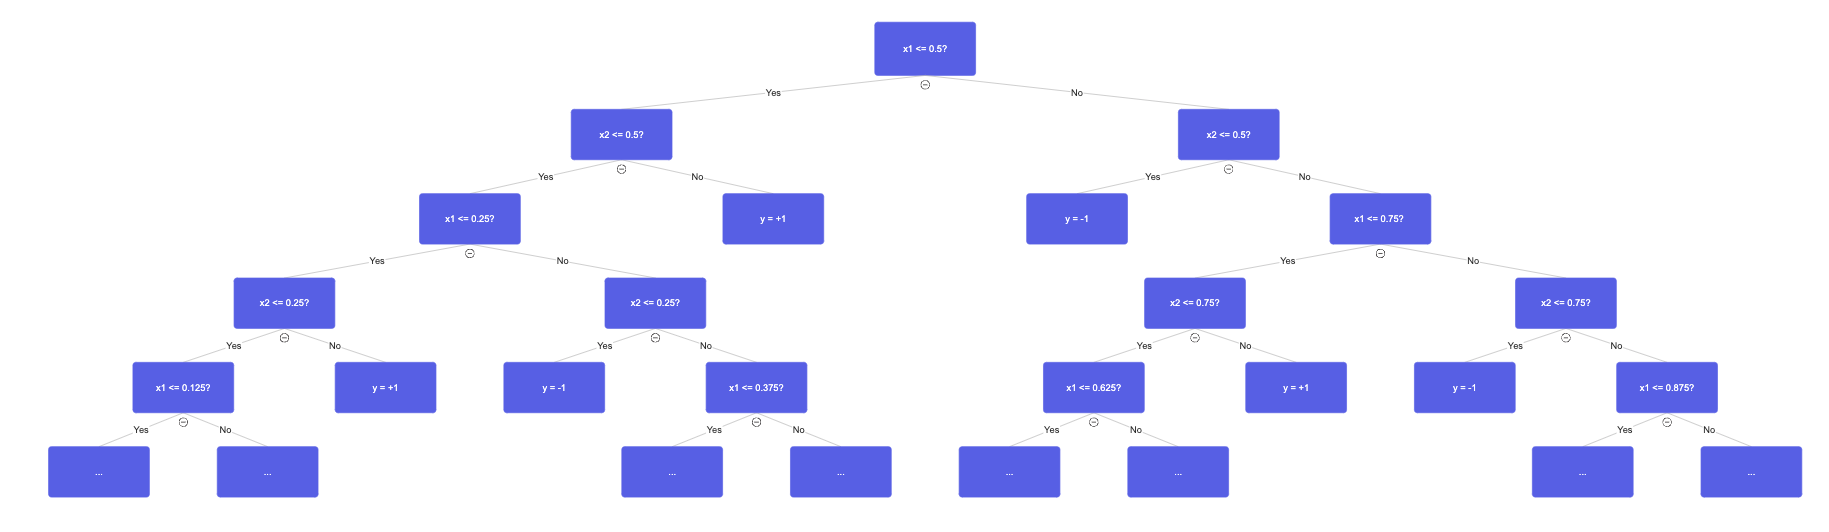 x1 <= 0.5?
Yes
No
x2 <= 0.5?
x2 <= 0.5?
Yes
No
Yes
No
x1 <= 0.25?
y = +1
y = -1
x1 <= 0.75?
Yes
No
Yes
No
x2 <= 0.25?
x2 <= 0.25?
x2 <= 0.75?
x2 <= 0.75?
Yes
No
Yes
No
Yes
No
Yes
No
x1 <= 0.125?
y = +1
y = -1
x1 <= 0.375?
x1 <= 0.625?
y = +1
y = -1
x1 <= 0.875?
Yes
No
Yes
No
Yes
No
Yes
No
...
...
...
...
...
...
...
...